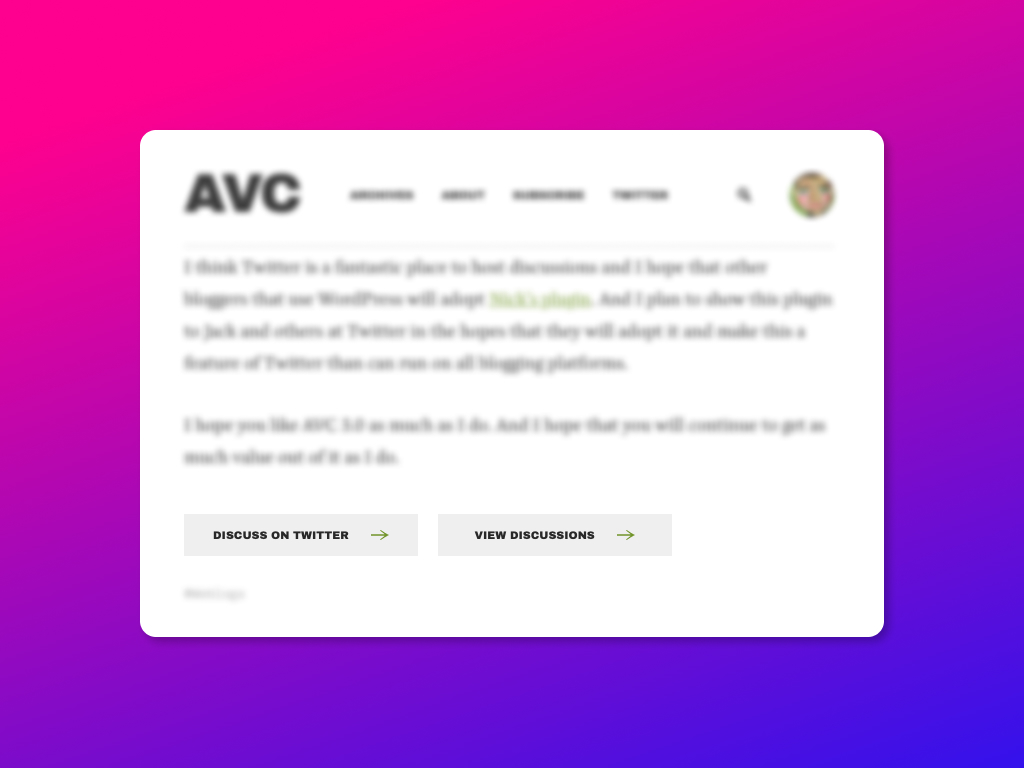 AVC
ARCHIVES ABOUT SUBSCRIBE TWITTER
I think Twitter is a fantastic place to host discussions and I hope that other
bloggers that use WordPress will adopt Nick's plugin. And I plan to show this plugin
to Jack and others at Twitter in the hopes that they will adopt it and make this a
feature of Twitter than can run on all blogging platforms.
I hope you like AVC 3.0 as much as I do. And I hope that you will continue to get as
much value out of it as I do.
DISCUSS ON TWITTER
VIEW DISCUSSIONS